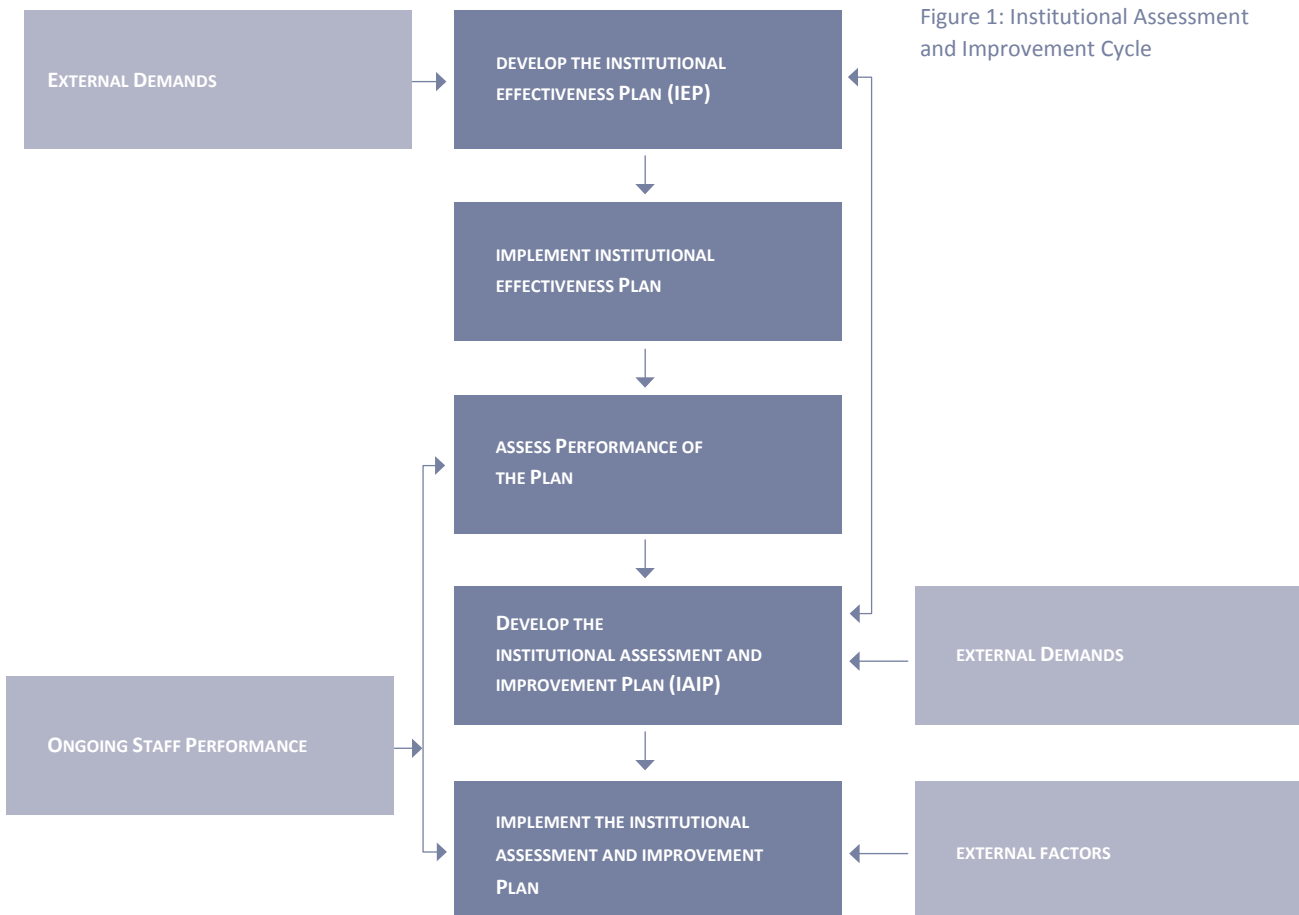 Figure 1: Institutional Assessment
and Improvement Cycle
EXTERNAL DEMANDS
DEVELOP THE INSTITUTIONAL
EFFECTIVENESS PLAN (IEP)
IMPLEMENT INSTITUTIONAL
EFFECTIVENESS PLAN
ASSESS PERFORMANCE OF
THE PLAN
DEVELOP THE
INSTITUTIONAL ASSESSMENT AND
IMPROVEMENT PLAN (IAIP)
EXTERNAL DEMANDS
ONGOING STAFF PERFORMANCE
IMPLEMENT THE INSTITUTIONAL
ASSESSMENT AND IMPROVEMENT
PLAN
EXTERNAL FACTORS